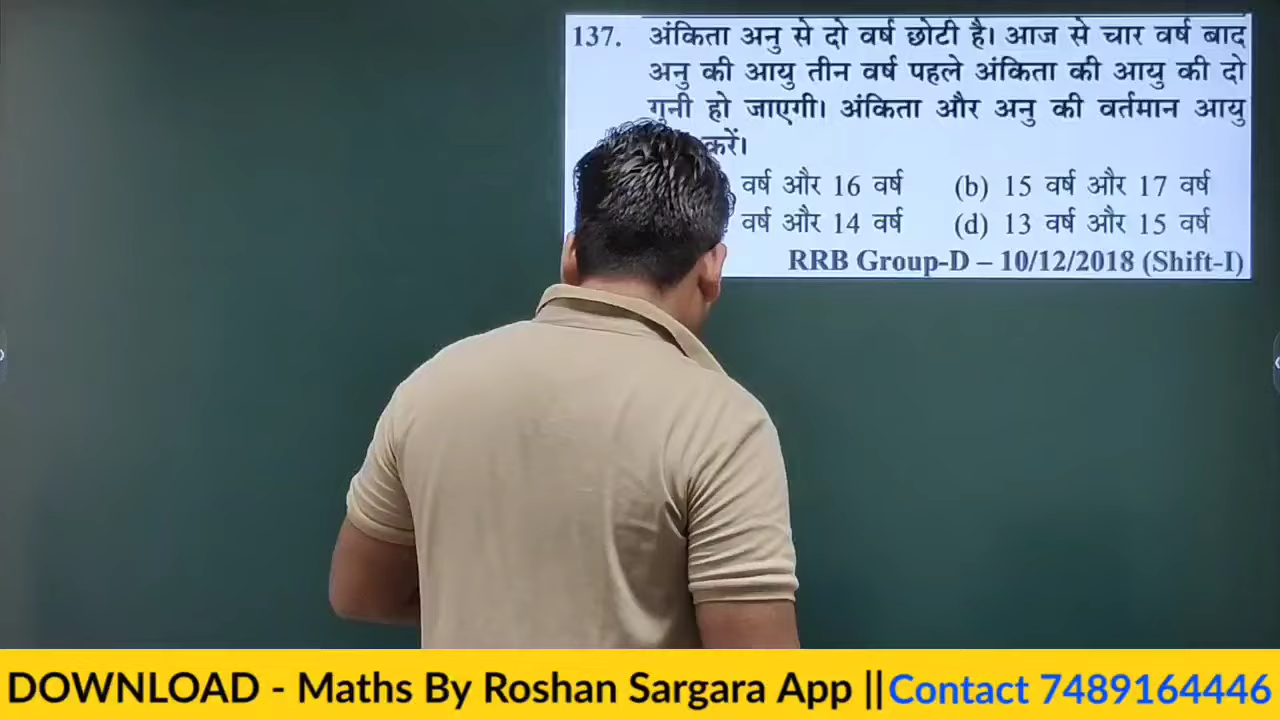 137. अंकिता अनु से दो वर्ष छोटी है। आज से चार वर्ष बाद
अनु की आयु तीन वर्ष पहले अंकिता की आयु की दो
गुनी हो जाएगी। अंकिता और अनु की वर्तमान आयु
करें।
वर्ष और 16 वर्ष (b) 15 वर्ष और 17 वर्ष
वर्ष और 14 वर्ष (d) 13 वर्ष और 15 वर्ष
RRB Group-D – 10/12/2018 (Shift-I)
DOWNLOAD - Maths By Roshan Sargara App || Contact 7489164446